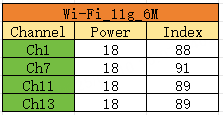 Wi-Fi_11g_6M
Channel Power Index
Ch1 18 88
Ch7 18 91
Ch11 18 89
Ch13 18 89